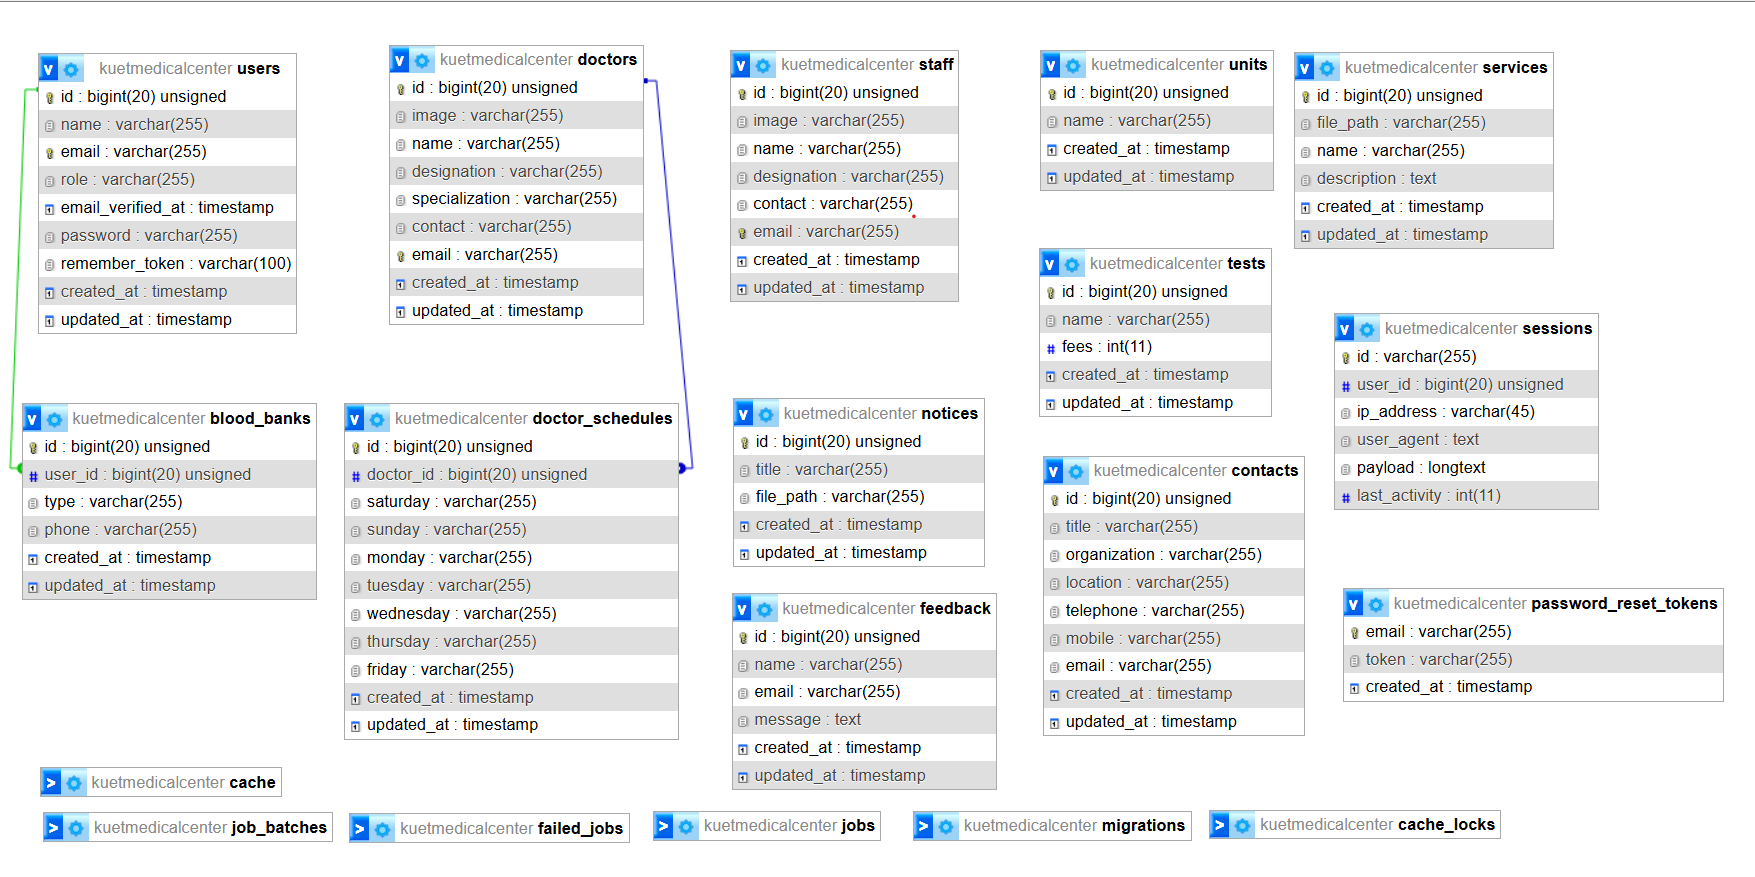 kuetmedicalcenter users
id : bigint(20) unsigned
name : varchar(255)
email : varchar(255)
role : varchar(255)
email_verified_at : timestamp
password : varchar(255)
remember_token : varchar(100)
created_at : timestamp
updated_at : timestamp
kuetmedicalcenter doctors
id : bigint(20) unsigned
image : varchar(255)
name : varchar(255)
designation : varchar(255)
specialization : varchar(255)
contact : varchar(255)
email : varchar(255)
created_at : timestamp
updated_at : timestamp
kuetmedicalcenter staff
id : bigint(20) unsigned
image : varchar(255)
name : varchar(255)
designation : varchar(255)
contact : varchar(255)
email : varchar(255)
created_at : timestamp
updated_at : timestamp
kuetmedicalcenter units
id : bigint(20) unsigned
name : varchar(255)
created_at : timestamp
updated_at : timestamp
kuetmedicalcenter services
id : bigint(20) unsigned
file_path : varchar(255)
name : varchar(255)
description : text
created_at : timestamp
updated_at : timestamp
kuetmedicalcenter tests
id : bigint(20) unsigned
name : varchar(255)
fees : int(11)
created_at : timestamp
updated_at : timestamp
kuetmedicalcenter sessions
id : varchar(255)
user_id : bigint(20) unsigned
ip_address : varchar(45)
user_agent : text
payload : longtext
last_activity : int(11)
kuetmedicalcenter blood_banks
id : bigint(20) unsigned
user_id : bigint(20) unsigned
type : varchar(255)
phone : varchar(255)
created_at : timestamp
updated_at : timestamp
kuetmedicalcenter doctor_schedules
id : bigint(20) unsigned
doctor_id : bigint(20) unsigned
saturday : varchar(255)
sunday : varchar(255)
monday : varchar(255)
tuesday : varchar(255)
wednesday : varchar(255)
thursday : varchar(255)
friday : varchar(255)
created_at : timestamp
updated_at : timestamp
kuetmedicalcenter notices
id : bigint(20) unsigned
title : varchar(255)
file_path : varchar(255)
created_at : timestamp
updated_at : timestamp
kuetmedicalcenter contacts
id : bigint(20) unsigned
title : varchar(255)
organization : varchar(255)
location : varchar(255)
telephone : varchar(255)
mobile : varchar(255)
email : varchar(255)
created_at : timestamp
updated_at : timestamp
kuetmedicalcenter feedback
id : bigint(20) unsigned
name : varchar(255)
email : varchar(255)
message : text
created_at : timestamp
updated_at : timestamp
kuetmedicalcenter password_reset_tokens
email : varchar(255)
token : varchar(255)
created_at : timestamp
kuetmedicalcenter cache
kuetmedicalcenter job_batches
kuetmedicalcenter failed_jobs
kuetmedicalcenter jobs
kuetmedicalcenter migrations
kuetmedicalcenter cache_locks